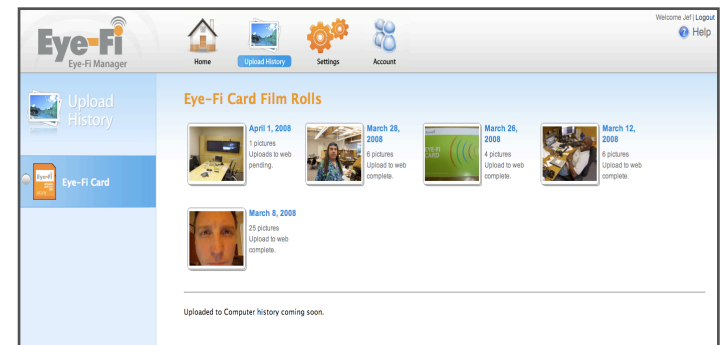 Welcome Jef | Logout
Help
Eye-Fi
Eye-Fi Manager
Home
Upload History
Settings
Account
Upload
History
Eye-Fi
Eye-Fi Card
Eye-Fi Card Film Rolls
April 1, 2008
1 pictures
Uploads to web
pending.
March 28,
2008
6 pictures
Upload to web
complete.
March 26,
2008
4 pictures
Upload to web
complete.
March 12,
2008
6 pictures
Upload to web
complete.
March 8, 2008
25 pictures
Upload to web
complete.
Uploaded to Computer history coming soon.